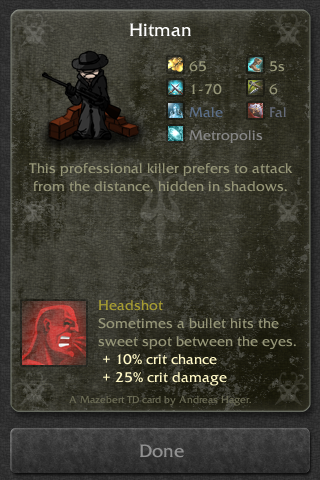 Hitman
65 5s
1-70 6
Male Fal
Metropolis
This professional killer prefers to attack
from the distance, hidden in shadows.
Headshot
Sometimes a bullet hits the
sweet spot between the eyes.
+ 10% crit chance
+ 25% crit damage
A Mazebert TD card by Andreas Hager.
Done